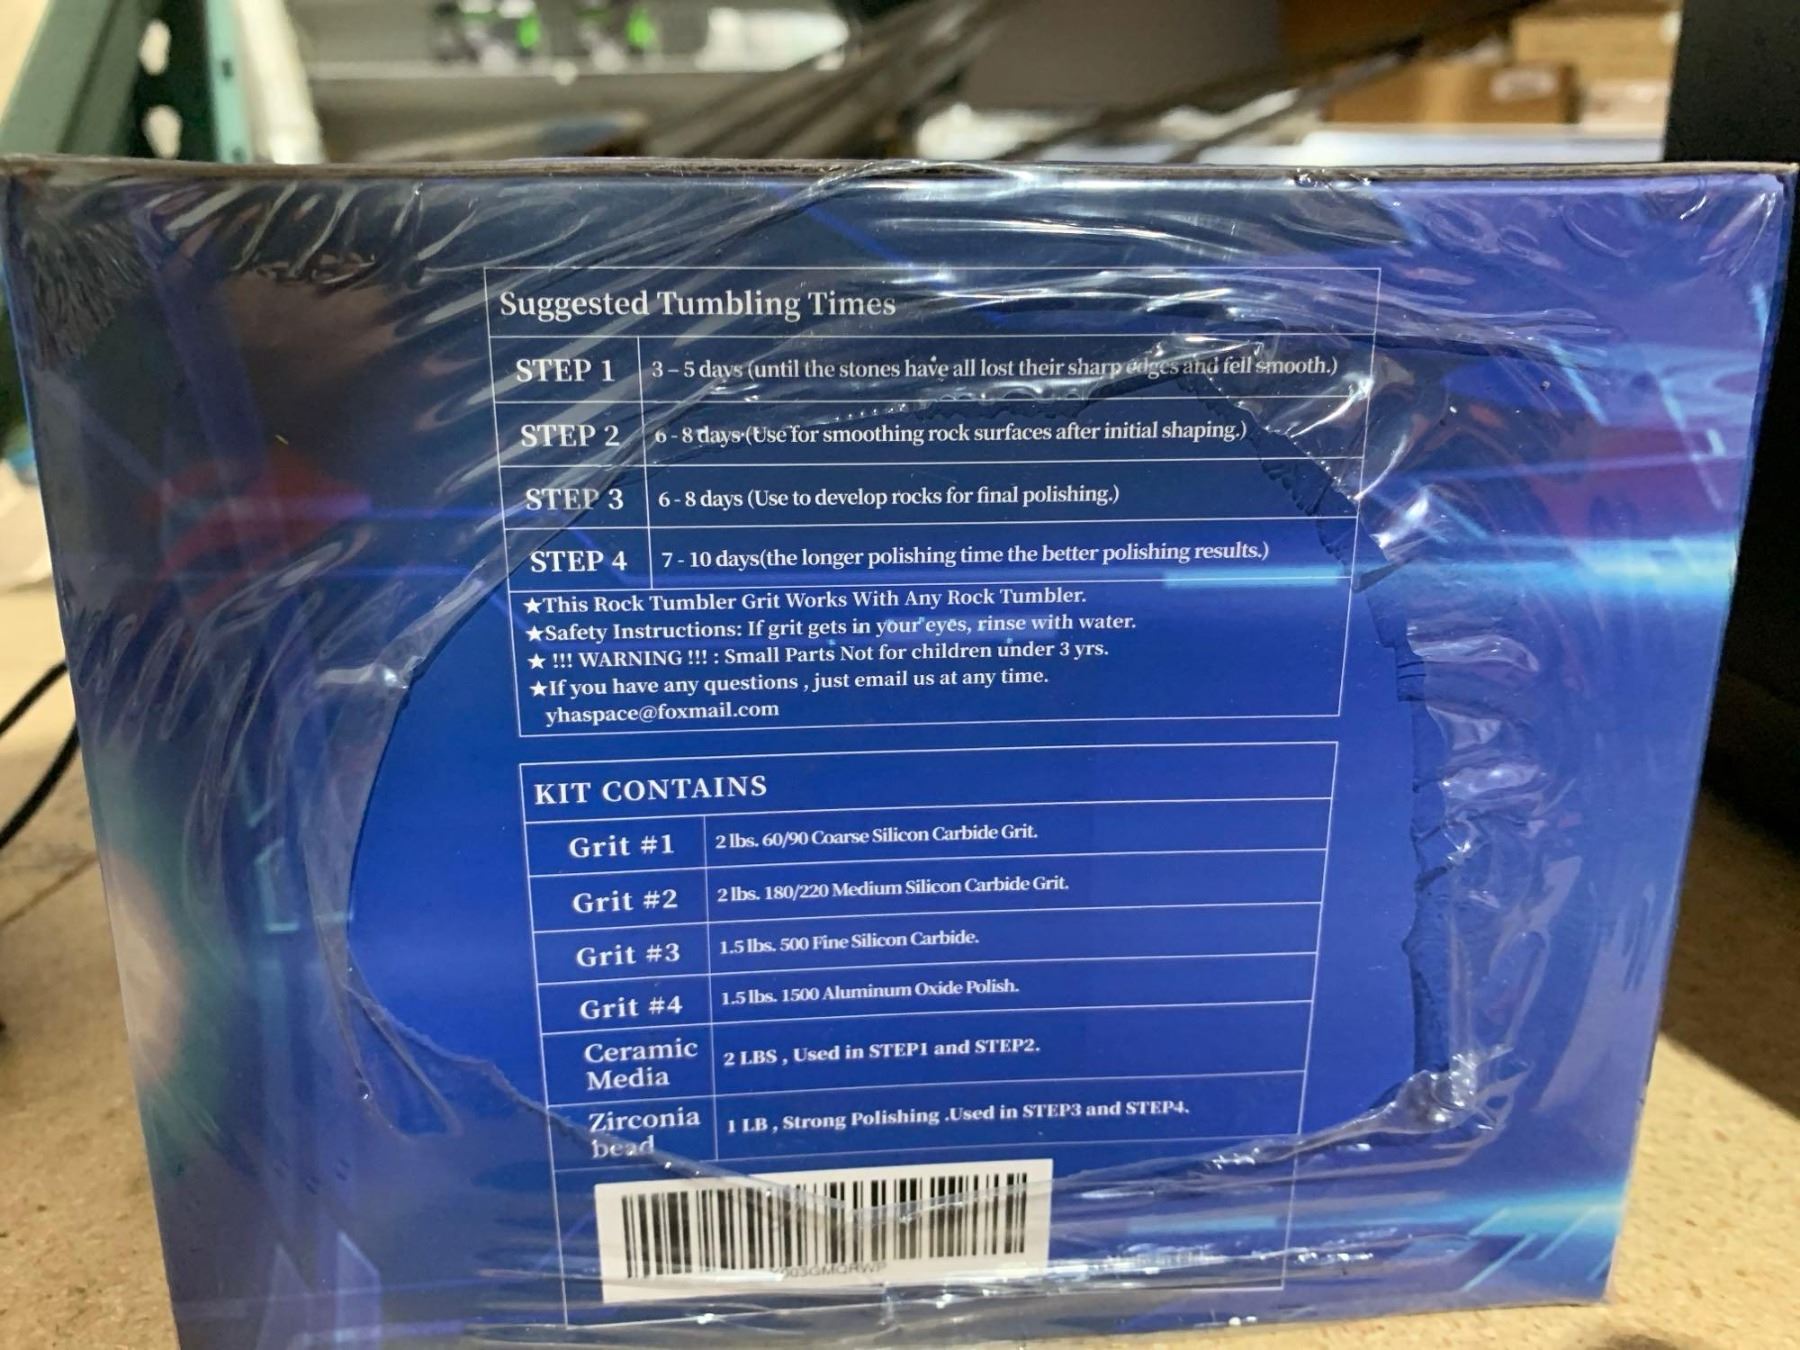 Suggested Tumbling Times
STEP 1 3 – 5 days (until the stones have all lost their sharp edges and fell smooth.)
STEP 2 6 - 8 days (Use for smoothing rock surfaces after initial shaping.)
STEP 3 6 - 8 days (Use to develop rocks for final polishing.)
STEP 4 7 - 10 days(the longer polishing time the better polishing results.)
★This Rock Tumbler Grit Works With Any Rock Tumbler.
★Safety Instructions: If grit gets in your eyes, rinse with water.
★ !!! WARNING !!! : Small Parts Not for children under 3 yrs.
★If you have any questions , just email us at any time.
yhaspace@foxmail.com
KIT CONTAINS
Grit #1 2 lbs. 60/90 Coarse Silicon Carbide Grit.
Grit #2 2 lbs. 180/220 Medium Silicon Carbide Grit.
Grit #3 1.5 lbs. 500 Fine Silicon Carbide.
Grit #4 1.5 lbs. 1500 Aluminum Oxide Polish.
Ceramic
Media 2 LBS , Used in STEP1 and STEP2.
Zirconia
bead 1 LB , Strong Polishing .Used in STEP3 and STEP4.